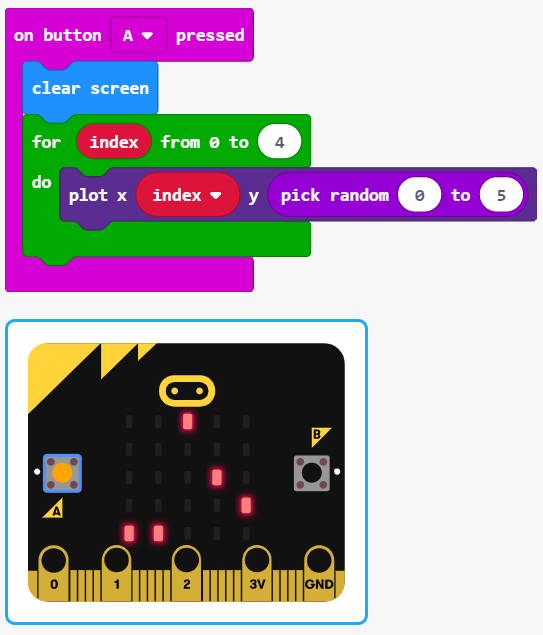 on button A pressed
clear screen
for index from 0 to 4
do plot x index y pick random 0 to 5
B
A
0 1 2 3V GND